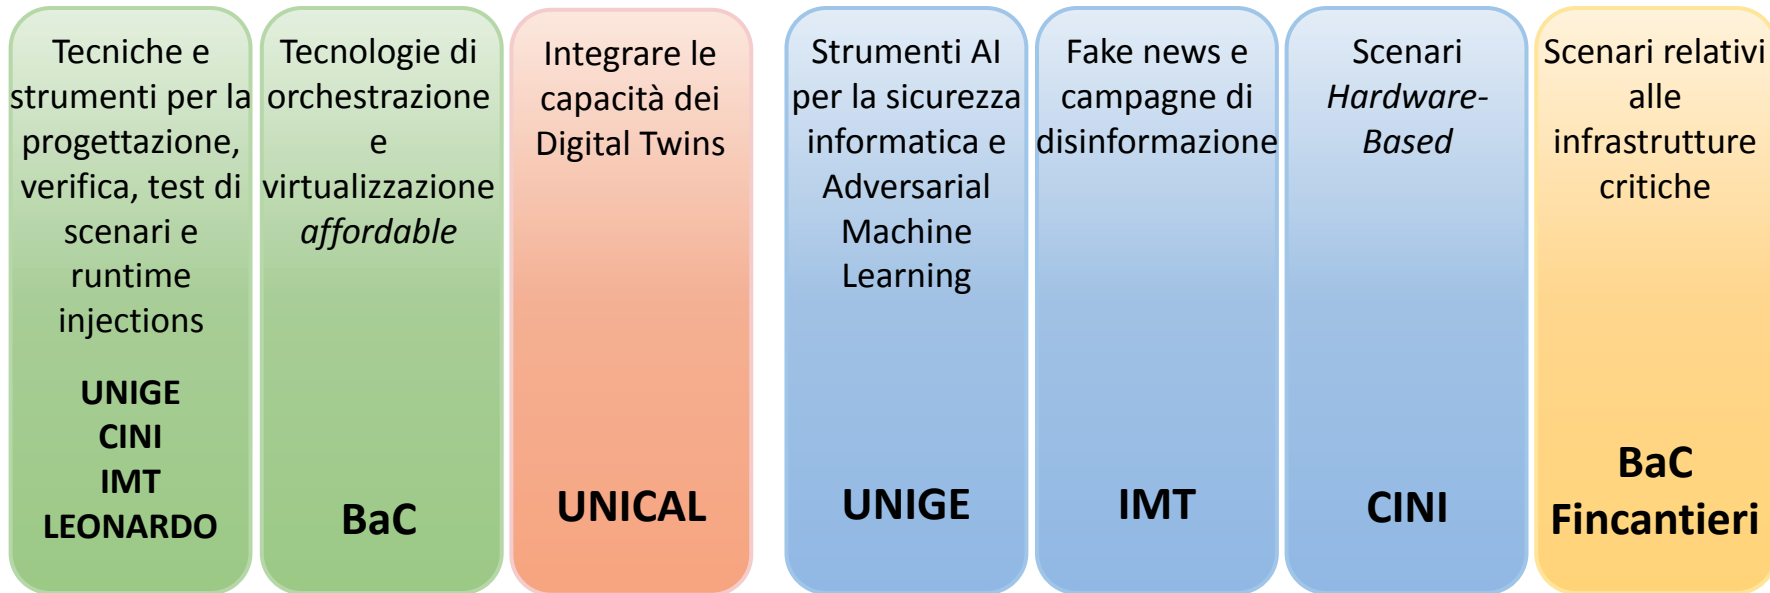 Tecniche e
strumenti per la
progettazione,
verifica, test di
scenari e
runtime
injections
UNIGE
CINI
IMT
LEONARDO
Tecnologie di
orchestrazione
e
virtualizzazione
affordable
BaC
Integrare le
capacità dei
Digital Twins
UNICAL
Strumenti AI
per la sicurezza
informatica e
Adversarial
Machine
Learning
UNIGE
Fake news e
campagne di
disinformazione
IMT
Scenari
Hardware-
Based
CINI
Scenari relativi
alle
infrastrutture
critiche
BaC
Fincantieri